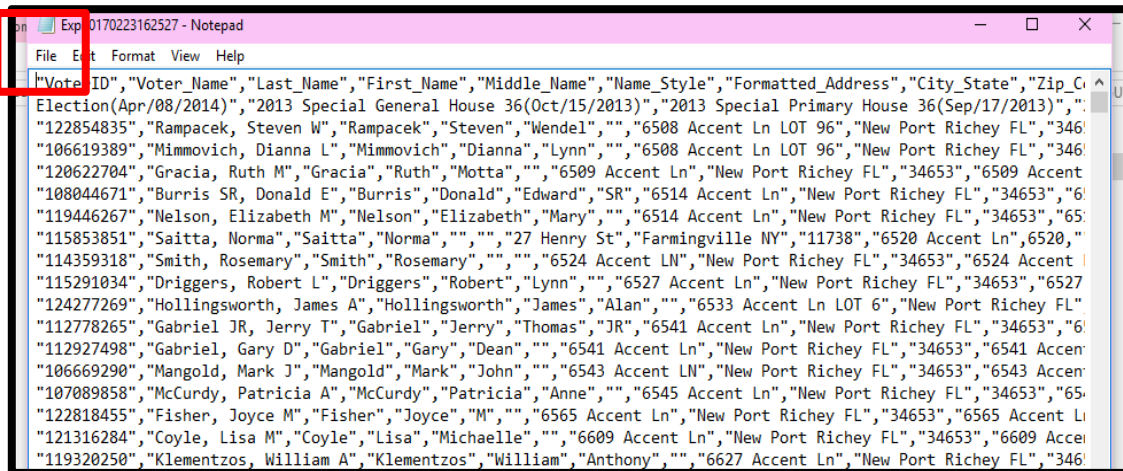 Exp 0170223162527 - Notepad
File Edit Format View Help
"Voter ID","Voter_Name","Last_Name","First_Name","Middle_Name","Name_Style","Formatted_Address","City_State","Zip_C
Election(Apr/08/2014)","2013 Special General House 36(Oct/15/2013)","2013 Special Primary House 36(Sep/17/2013)","
"122854835","Rampacek, Steven W","Rampacek","Steven","Wendel","","6508 Accent Ln LOT 96","New Port Richey FL","346
"106619389","Mimmovich, Dianna L","Mimmovich","Dianna","Lynn","","6508 Accent Ln LOT 96","New Port Richey FL","346
"120622704","Gracia, Ruth M","Gracia","Ruth","Motta","","6509 Accent Ln","New Port Richey FL","34653","6509 Accent
"108044671","Burris SR, Donald E","Burris","Donald","Edward","SR","6514 Accent Ln","New Port Richey FL","34653","6
"119446267","Nelson, Elizabeth M","Nelson","Elizabeth","Mary","","6514 Accent Ln","New Port Richey FL","34653","65
"115853851","Saitta, Norma","Saitta","Norma","","","27 Henry St","Farmingville NY","11738","6520 Accent Ln",6520,"
"114359318","Smith, Rosemary","Smith","Rosemary","","","6524 Accent LN","New Port Richey FL","34653","6524 Accent
"115291034","Driggers, Robert L","Driggers","Robert","Lynn","","6527 Accent Ln","New Port Richey FL","34653","6527
"124277269","Hollingsworth, James A","Hollingsworth","James","Alan","","6533 Accent Ln LOT 6","New Port Richey FL"
"112778265","Gabriel JR, Jerry T","Gabriel","Jerry","Thomas","JR","6541 Accent Ln","New Port Richey FL","34653","6
"112927498","Gabriel, Gary D","Gabriel","Gary","Dean","","6541 Accent Ln","New Port Richey FL","34653","6541 Accen
"106669290","Mangold, Mark J","Mangold","Mark","John","","6543 Accent LN","New Port Richey FL","34653","6543 Accen
"107089858","McCurdy, Patricia A","McCurdy","Patricia","Anne","","6545 Accent Ln","New Port Richey FL","34653","654
"122818455","Fisher, Joyce M","Fisher","Joyce","M","","6565 Accent Ln","New Port Richey FL","34653","6565 Accent L
"121316284","Coyle, Lisa M","Coyle","Lisa","Michaelle","","6609 Accent Ln","New Port Richey FL","34653","6609 Acce
"119320250","Klementzos, William A","Klementzos","William","Anthony","","6627 Accent Ln","New Port Richey FL","346